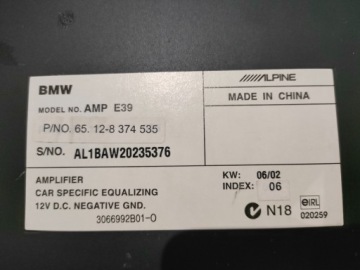 BMW
ALPINE
MODEL NO. AMP E39
MADE IN CHINA
P/NO. 65. 12-8 374 535
S/NO. AL1BAW20235376
AMPLIFIER
CAR SPECIFIC EQUALIZING
12V D.C. NEGATIVE GND.
3066992B01-O
KW: 06/02
INDEX: 06
N18
e IRL
020259